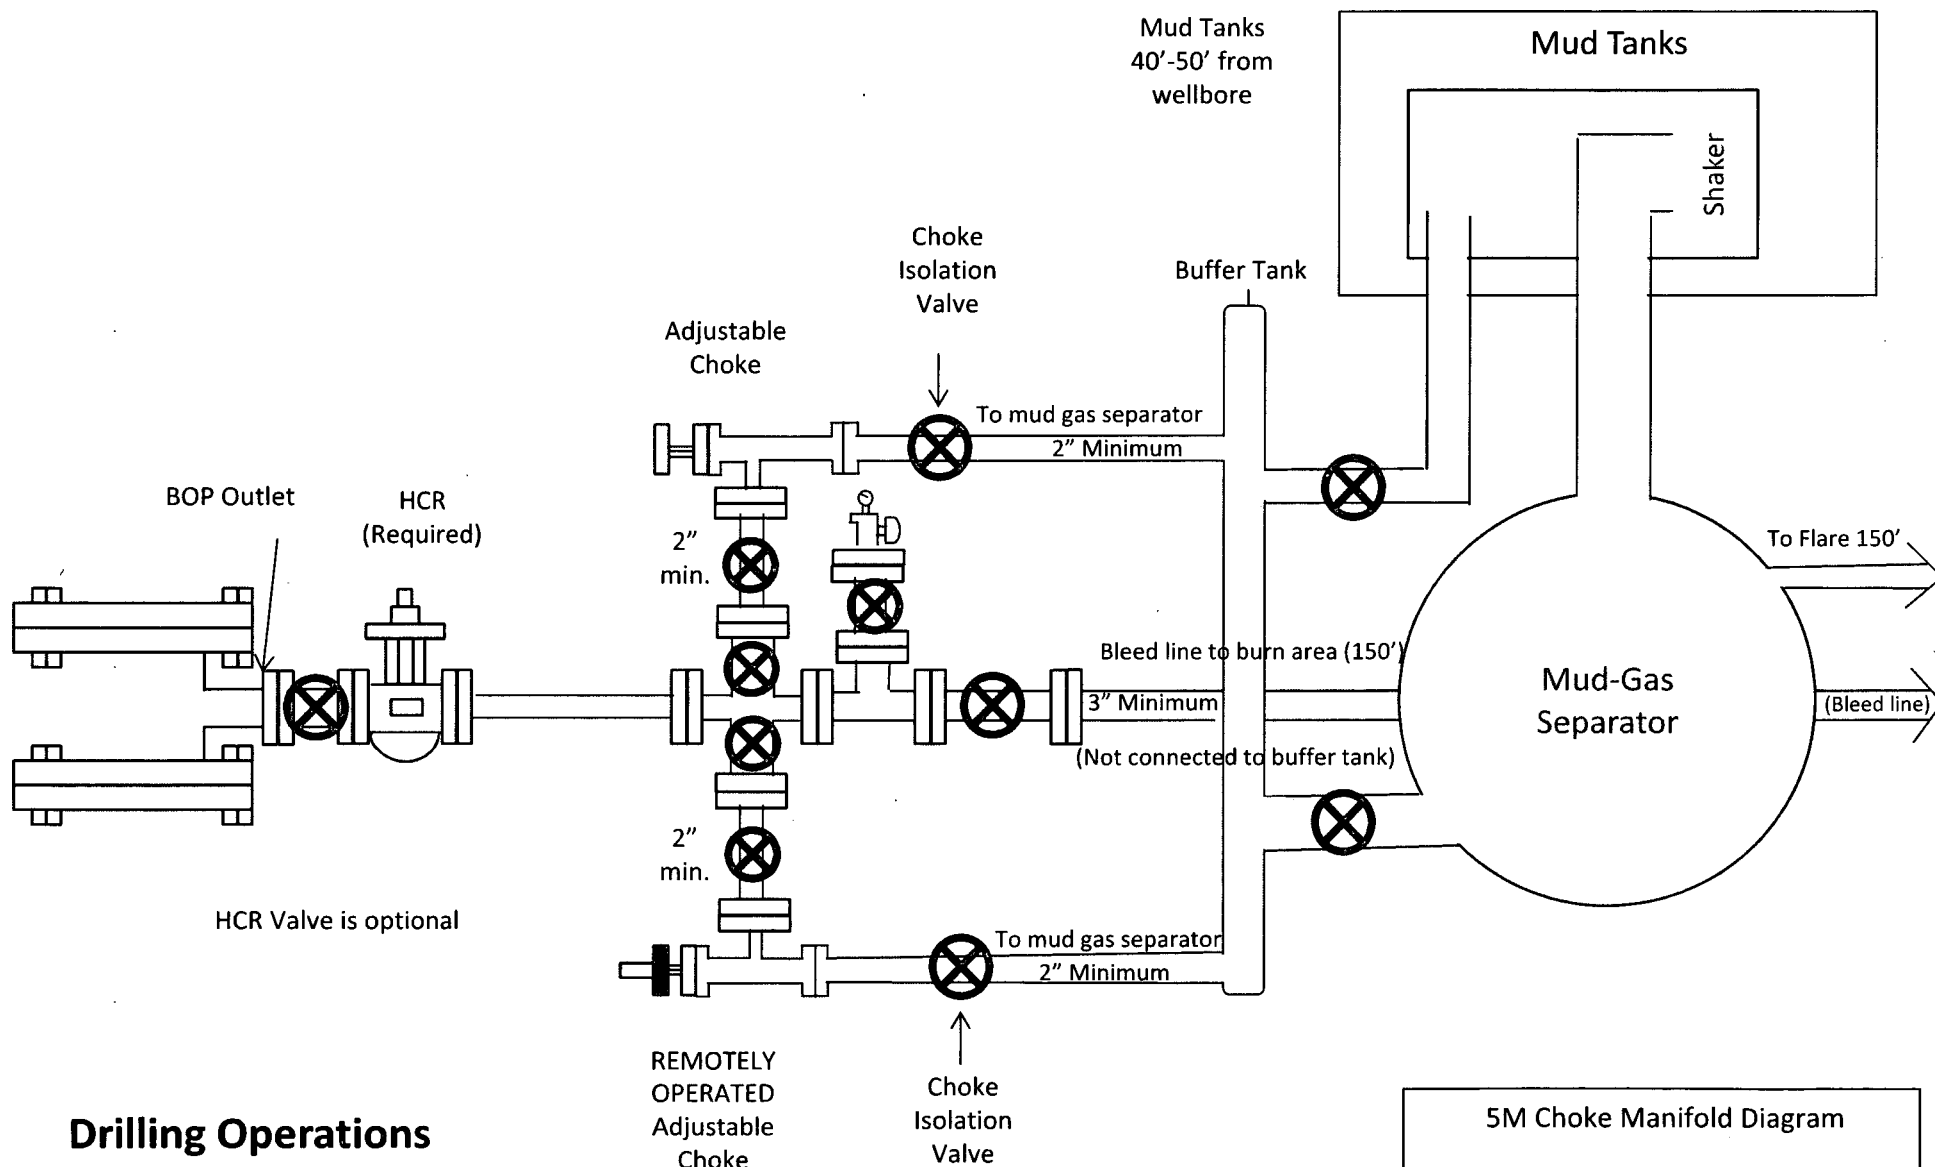 Mud Tanks
40’-50’ from
wellbore
Mud Tanks
Shaker
Choke
Isolation
Valve
Buffer Tank
Adjustable
Choke
To mud gas separator
2” Minimum
BOP Outlet
HCR
(Required)
2”
min.
To Flare 150’
Bleed line to burn area (150’)
3” Minimum
(Not connected to buffer tank)
Mud-Gas
Separator
(Bleed line)
2”
min.
HCR Valve is optional
To mud gas separator
2” Minimum
REMOTELY
OPERATED
Adjustable
Choke
Choke
Isolation
Valve
Drilling Operations
5M Choke Manifold Diagram